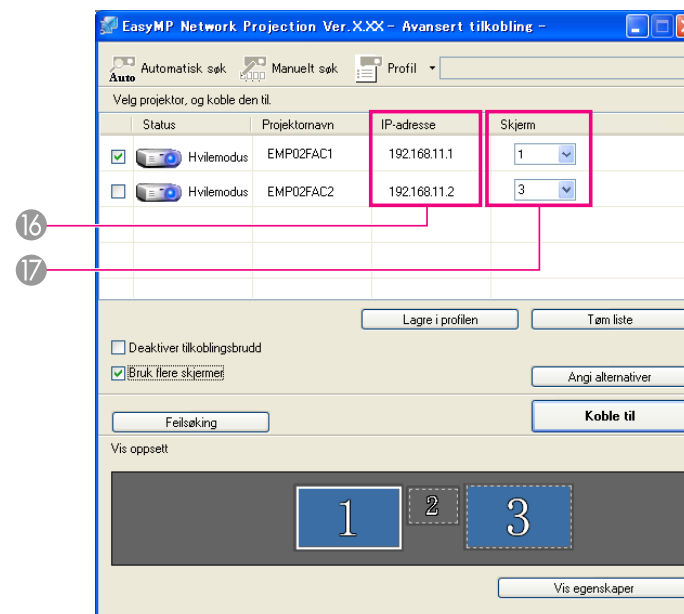 EasyMP Network Projection Ver.X.XX – Avansert tilkobling –
Auto Automatisk søk Manuelt søk Profil
Velg projektor, og koble den til.
Status Projektornavn IP-adresse Skjerm
Hvilemodus EMP02FAC1 192.168.11.1 1
Hvilemodus EMP02FAC2 192.168.11.2 3
16
17
Lagre i profilen Tøm liste
Deaktiver tilkoblingsbrudd
Bruk flere skjermer
Angi alternativer
Feilsøking Koble til
Vis oppsett
1 2 3
Vis egenskaper